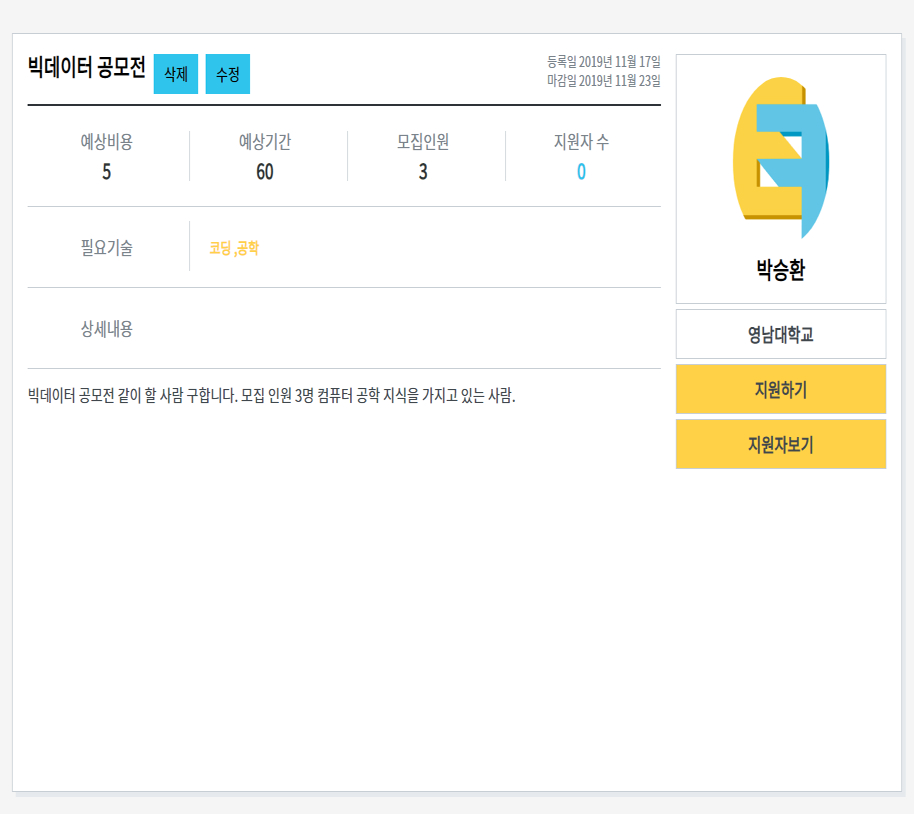 빅데이터 공모전 삭제 수정
등록일 2019년 11월 17일
마감일 2019년 11월 23일
예상비용 예상기간 모집인원 지원자 수
5 60 3 0
필요기술 코딩 ,공학
상세내용
빅데이터 공모전 같이 할 사람 구합니다. 모집 인원 3명 컴퓨터 공학 지식을 가지고 있는 사람.
박승환
영남대학교
지원하기
지원자보기